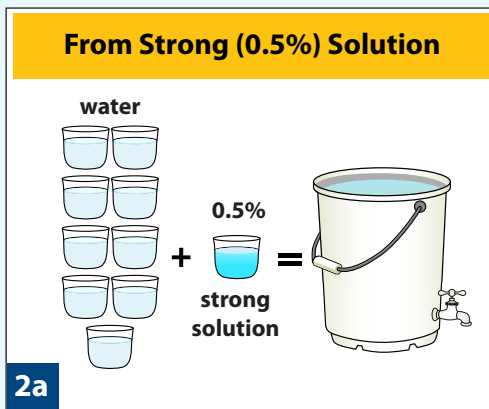 From Strong (0.5%) Solution
water
0.5%
+
=
strong
solution
2a